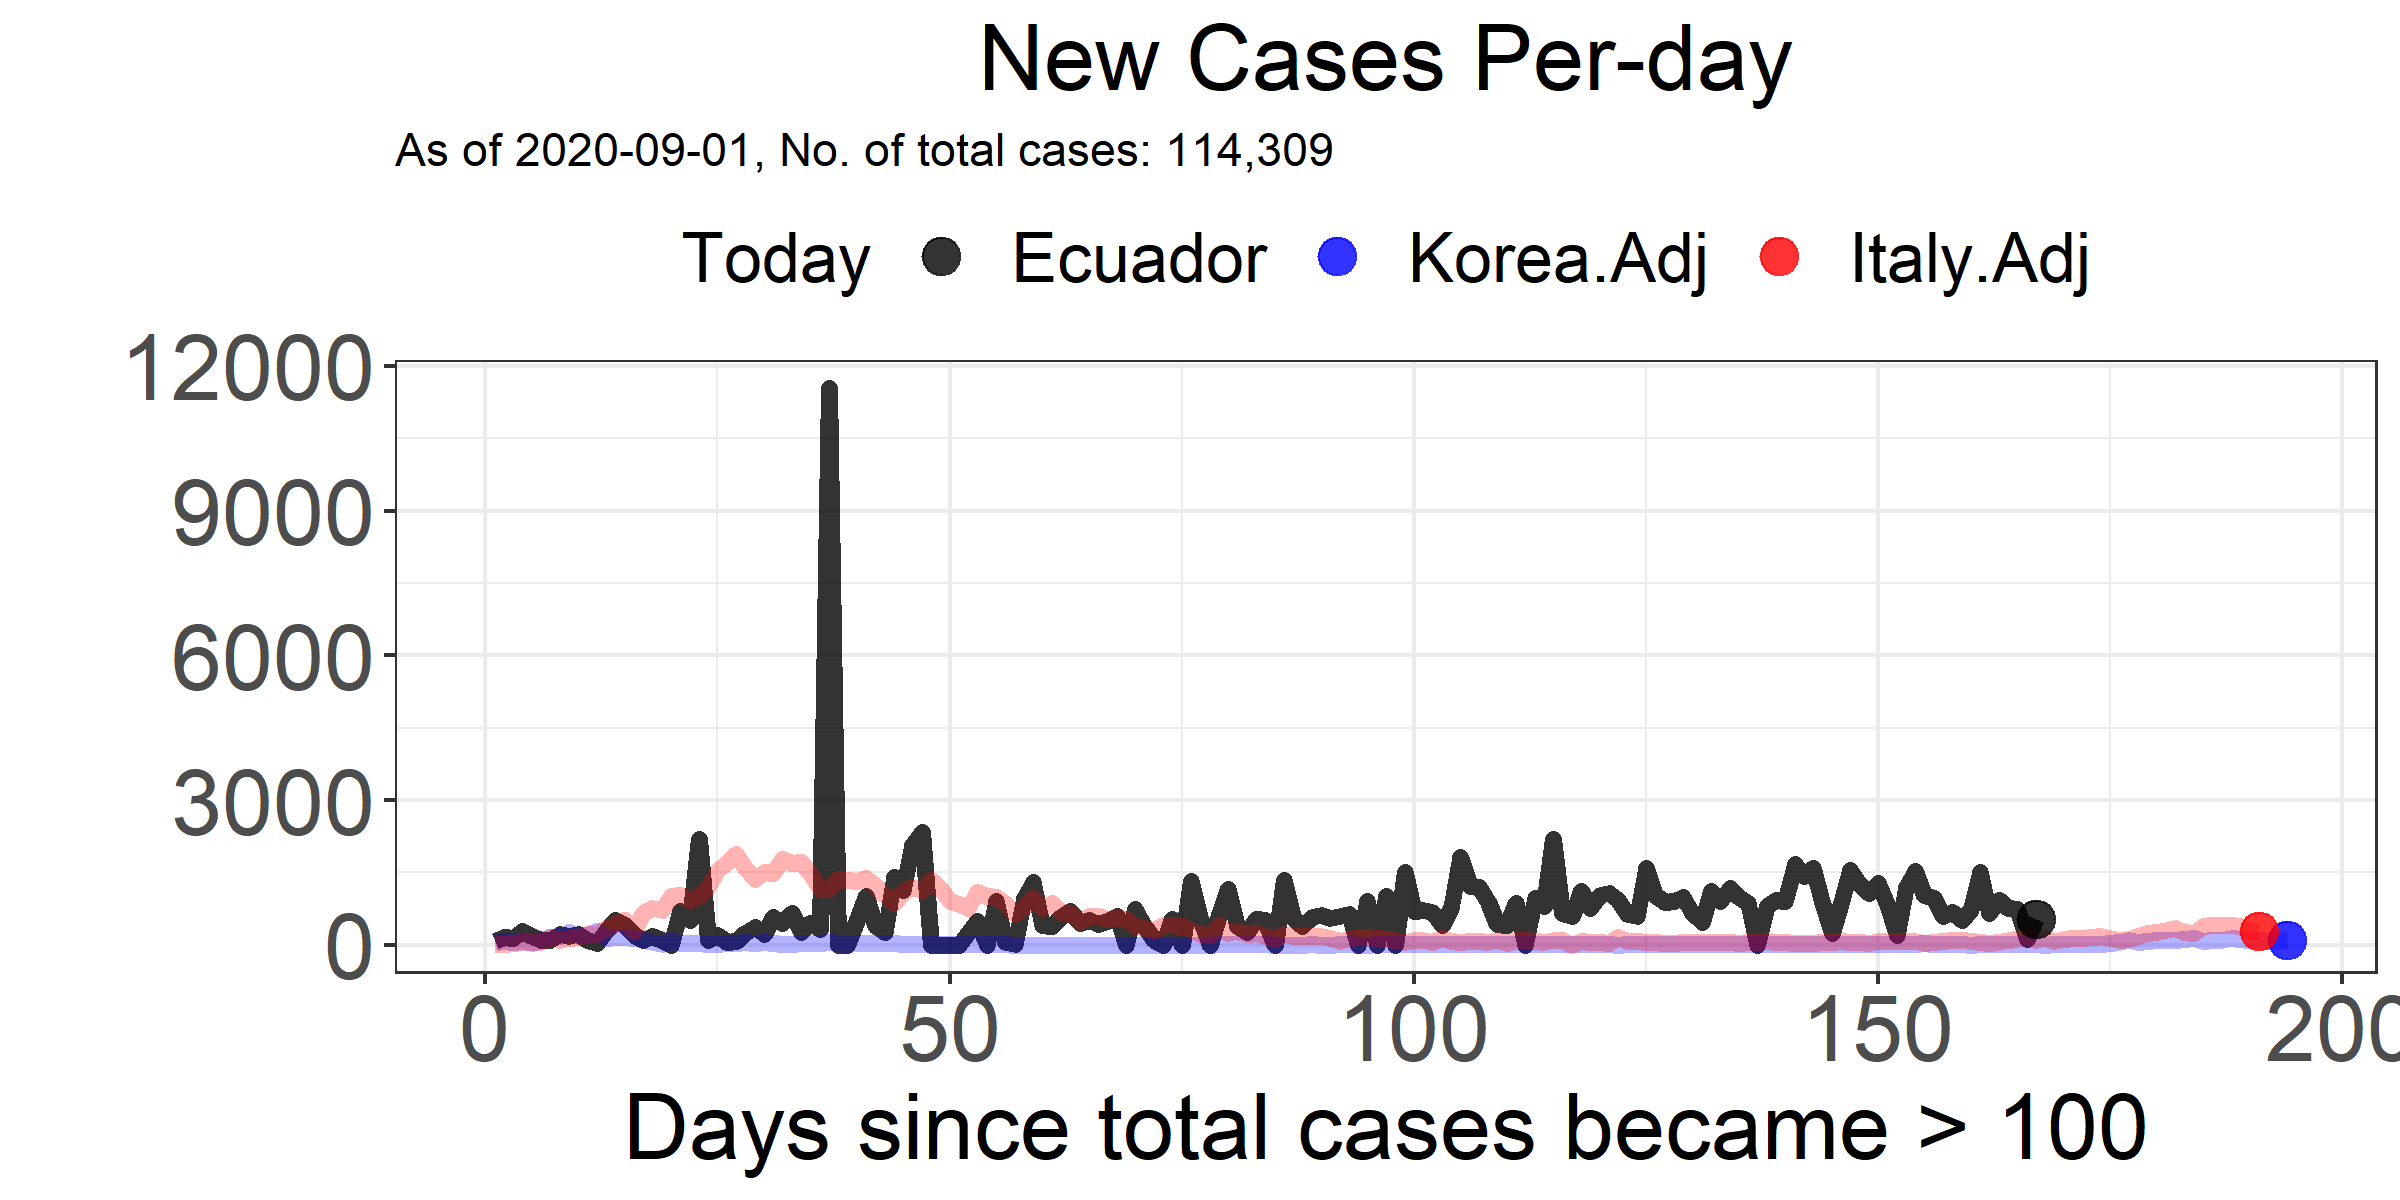 New Cases Per-day
As of 2020-09-01, No. of total cases: 114,309
Today Ecuador Korea.Adj Italy.Adj
12000
9000
6000
3000
0
0 50 100 150 200
Days since total cases became > 100